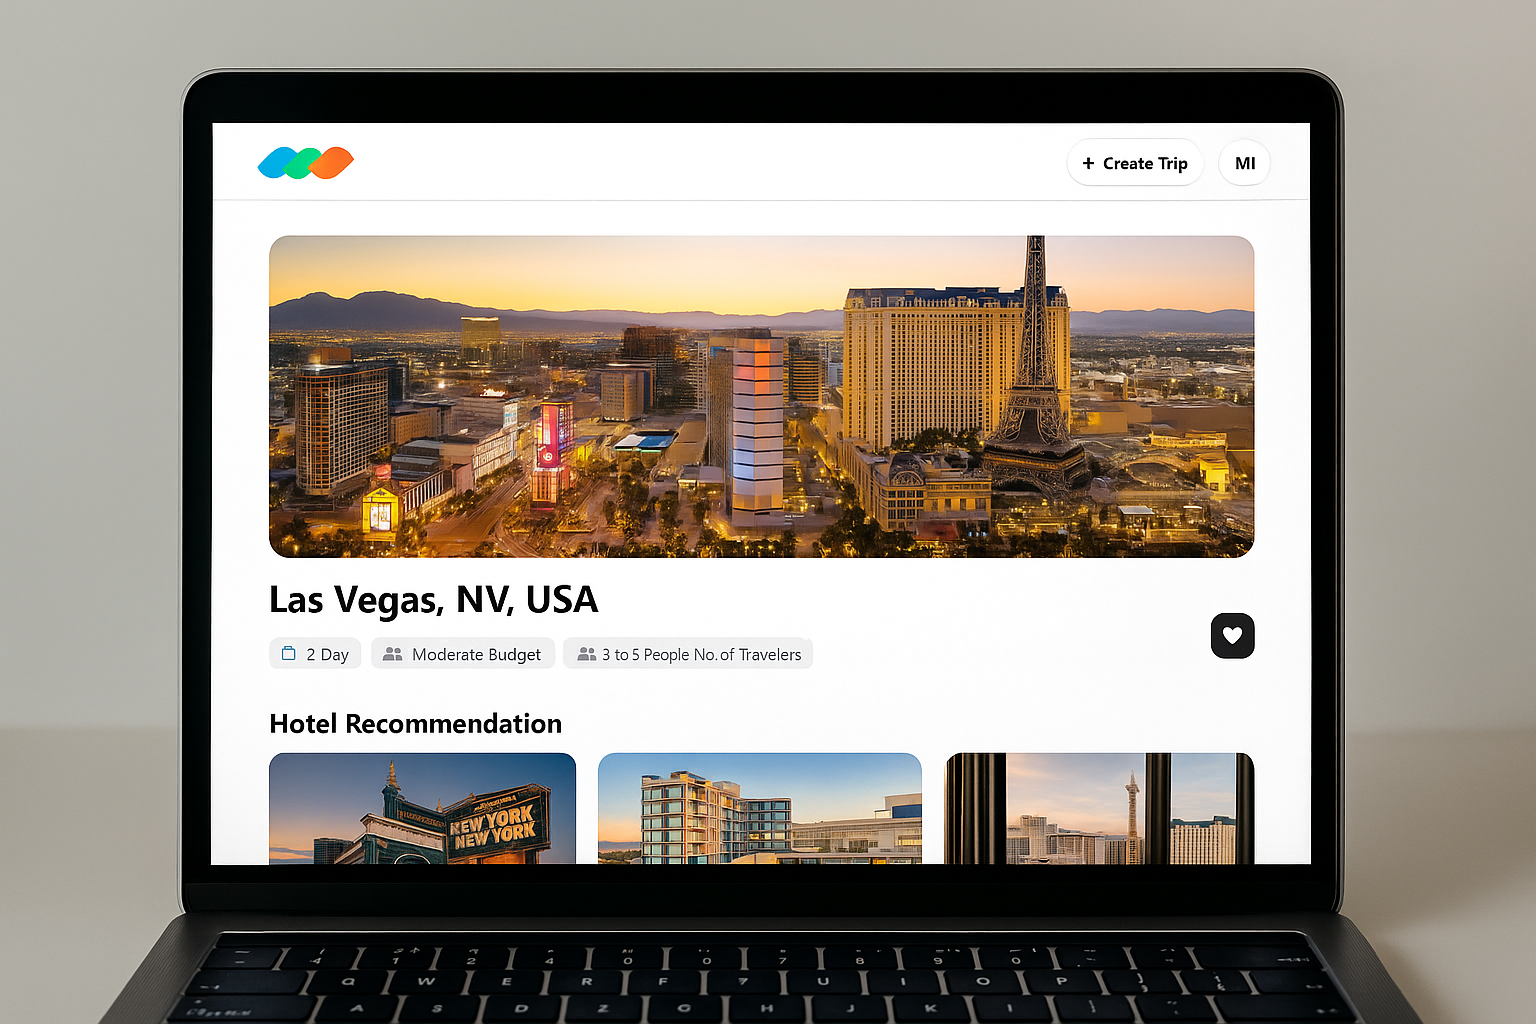 + Create Trip
MI
Las Vegas, NV, USA
2 Day
Moderate Budget
3 to 5 People No. of Travelers
Hotel Recommendation
NEW YORK
NEW YORK
Q W E R F 7 U I O P
A S D Z G H J K I